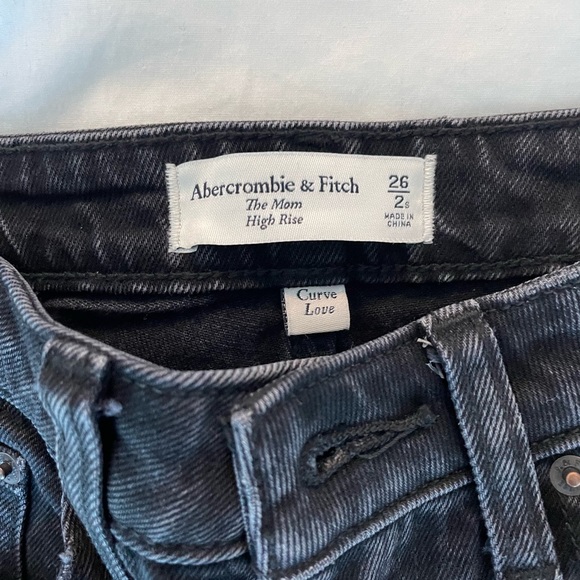 Abercrombie & Fitch
The Mom
High Rise
26
2s
MADE IN
CHINA
Curve
Love